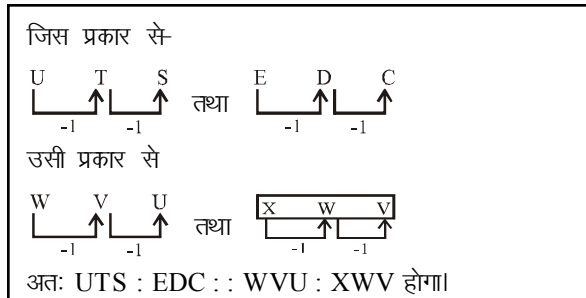 जिस प्रकार से–
U T S तथा E D C
-1 -1 -1 -1
उसी प्रकार से
W V U तथा X W V
-1 -1 -1 -1
अतः UTS : EDC : : WVU : XWV होगा।